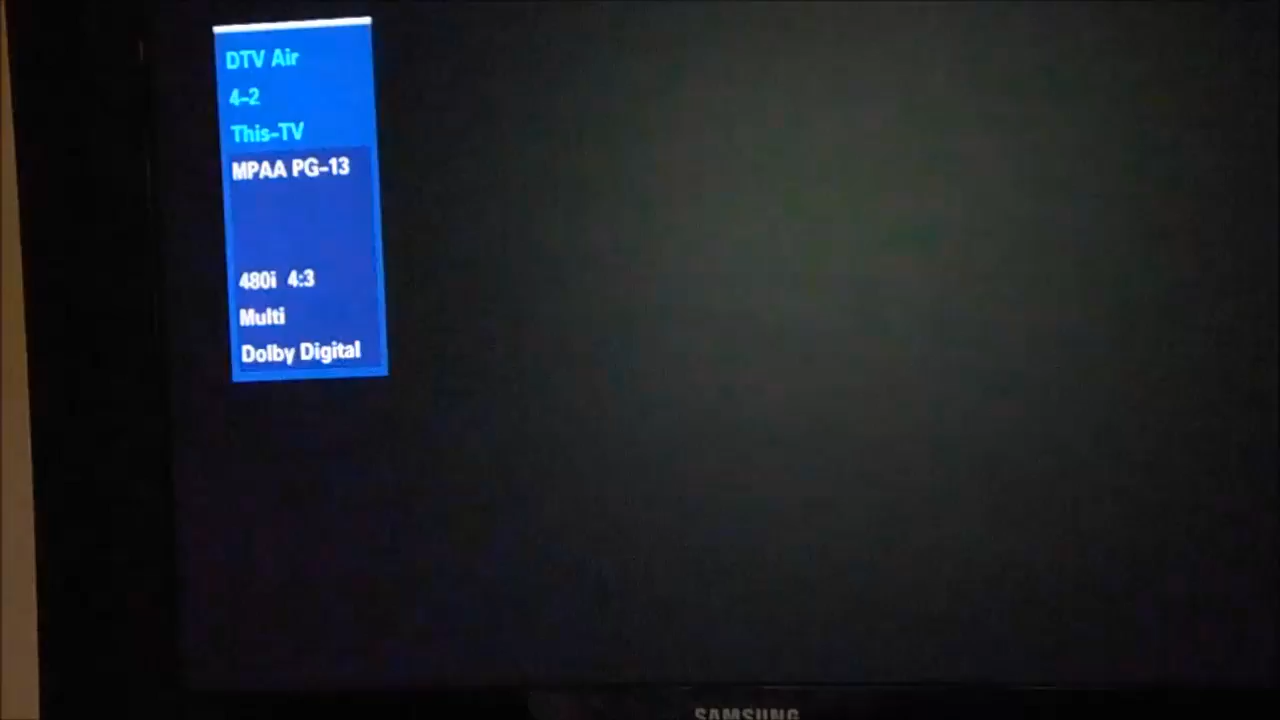 DTV Air
4-2
This-TV
MPAA PG-13
480i 4:3
Multi
Dolby Digital
SAMSUNG